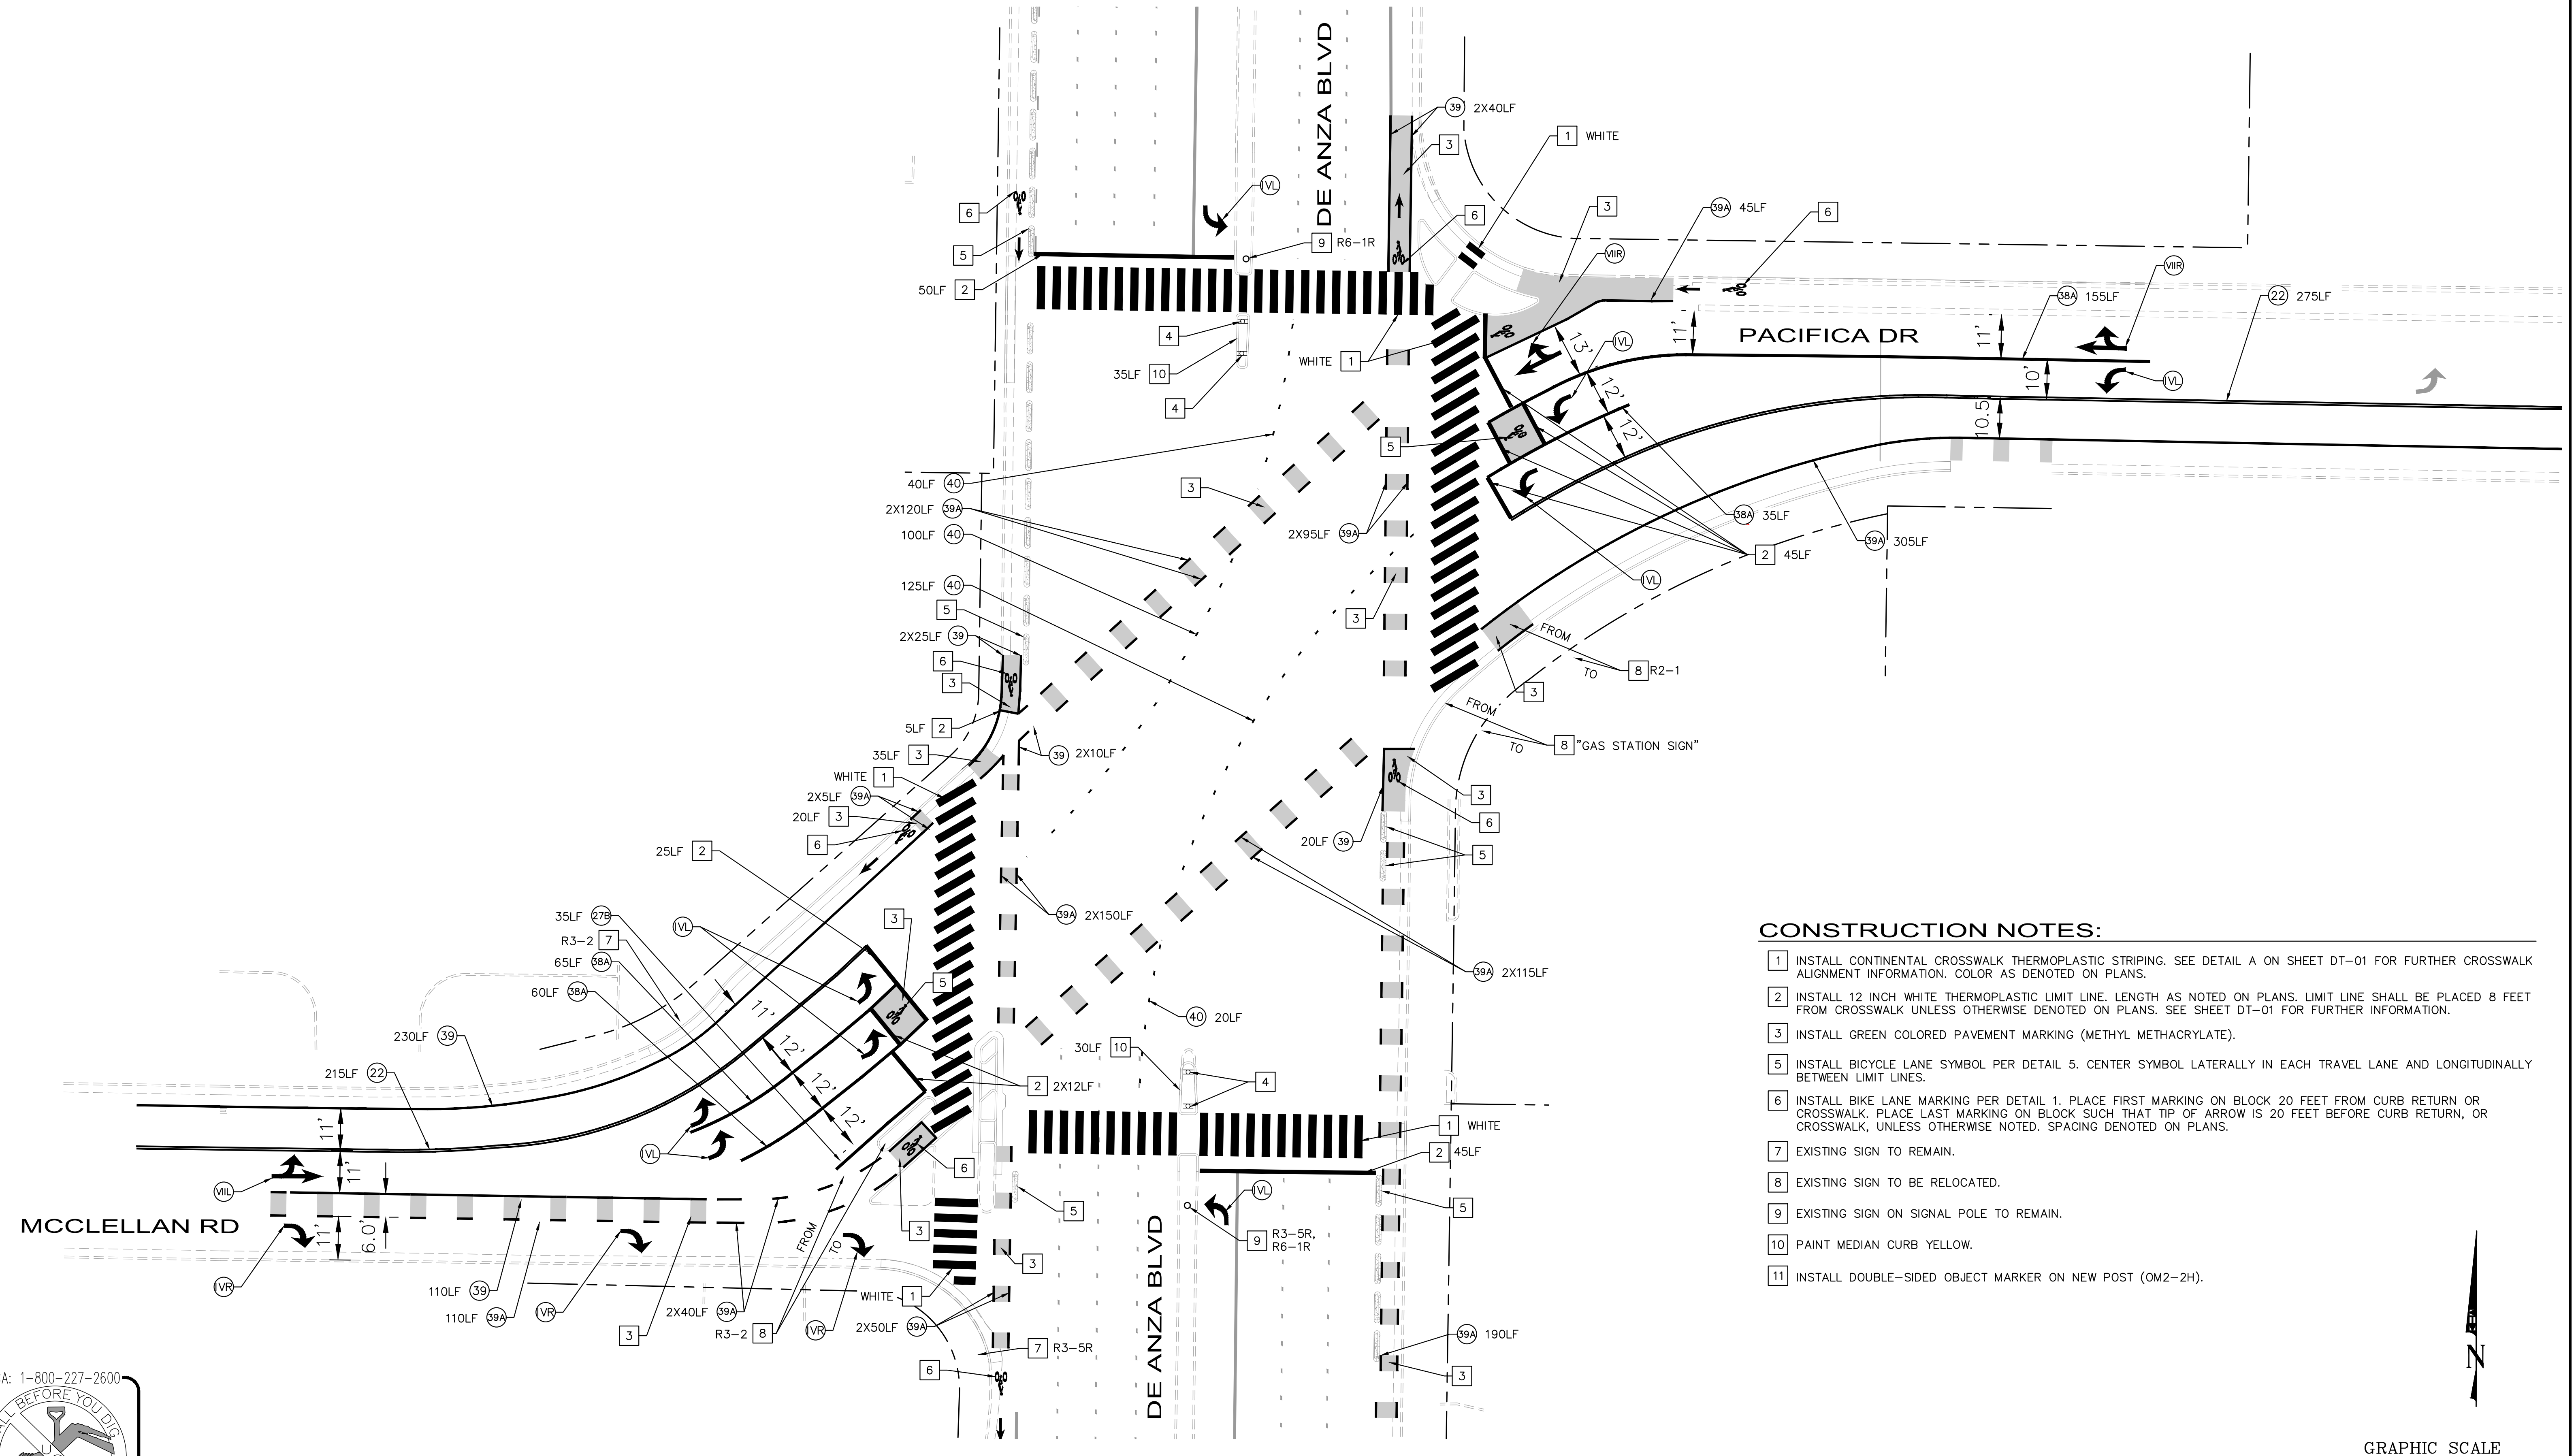 DE ANZA BLVD
39 2X40LF
1 WHITE
3
IVL
6
6
3
39A 45LF
6
5
9 R6-1R
VIIR
VIIR
50LF 2
38A 155LF
22 275LF
4
11'
PACIFICA DR
11'
WHITE 1
13'
IVL
35LF 10
12'
10'
IVL
4
12'
10.5'
5
40LF 40
3
2X120LF 39A
38A 35LF
100LF 40
2X95LF 39A
39A 305LF
2 45LF
125LF 40
IVL
5
3
2X25LF 39
FROM
6
TO
8 R2-1
3
3
FROM
5LF 2
TO
8 "GAS STATION SIGN"
35LF 3
39 2X10LF
WHITE 1
2X5LF 39A
3
20LF 3
6
6
20LF 39
25LF 2
5
35LF 27B
IVL
3
39A 2X150LF
R3-2 7
65LF 38A
39A 2X115LF
5
60LF 38A
11'
40 20LF
230LF 39
12'
30LF 10
215LF 22
12'
2 2X12LF
4
12'
11'
1 WHITE
IVL
2 45LF
6
11'
VIIL
IVL
5
5
MCCLELLAN RD
11'
6.0'
FROM
TO
3
9 R3-5R,
R6-1R
3
IVR
110LF 39
WHITE 1
110LF 39A
IVR
2X40LF 39A
3
R3-2 8
IVR
2X50LF 39A
39A 190LF
7 R3-5R
6
3
DE ANZA BLVD
CONSTRUCTION NOTES:
1 INSTALL CONTINENTAL CROSSWALK THERMOPLASTIC STRIPING. SEE DETAIL A ON SHEET DT-01 FOR FURTHER CROSSWALK
ALIGNMENT INFORMATION. COLOR AS DENOTED ON PLANS.
2 INSTALL 12 INCH WHITE THERMOPLASTIC LIMIT LINE. LENGTH AS NOTED ON PLANS. LIMIT LINE SHALL BE PLACED 8 FEET
FROM CROSSWALK UNLESS OTHERWISE DENOTED ON PLANS. SEE SHEET DT-01 FOR FURTHER INFORMATION.
3 INSTALL GREEN COLORED PAVEMENT MARKING (METHYL METHACRYLATE).
5 INSTALL BICYCLE LANE SYMBOL PER DETAIL 5. CENTER SYMBOL LATERALLY IN EACH TRAVEL LANE AND LONGITUDINALLY
BETWEEN LIMIT LINES.
6 INSTALL BIKE LANE MARKING PER DETAIL 1. PLACE FIRST MARKING ON BLOCK 20 FEET FROM CURB RETURN OR
CROSSWALK. PLACE LAST MARKING ON BLOCK SUCH THAT TIP OF ARROW IS 20 FEET BEFORE CURB RETURN, OR
CROSSWALK, UNLESS OTHERWISE NOTED. SPACING DENOTED ON PLANS.
7 EXISTING SIGN TO REMAIN.
8 EXISTING SIGN TO BE RELOCATED.
9 EXISTING SIGN ON SIGNAL POLE TO REMAIN.
10 PAINT MEDIAN CURB YELLOW.
11 INSTALL DOUBLE-SIDED OBJECT MARKER ON NEW POST (OM2-2H).
N
A: 1-800-227-2600
BEFORE YOU DIG
GRAPHIC SCALE